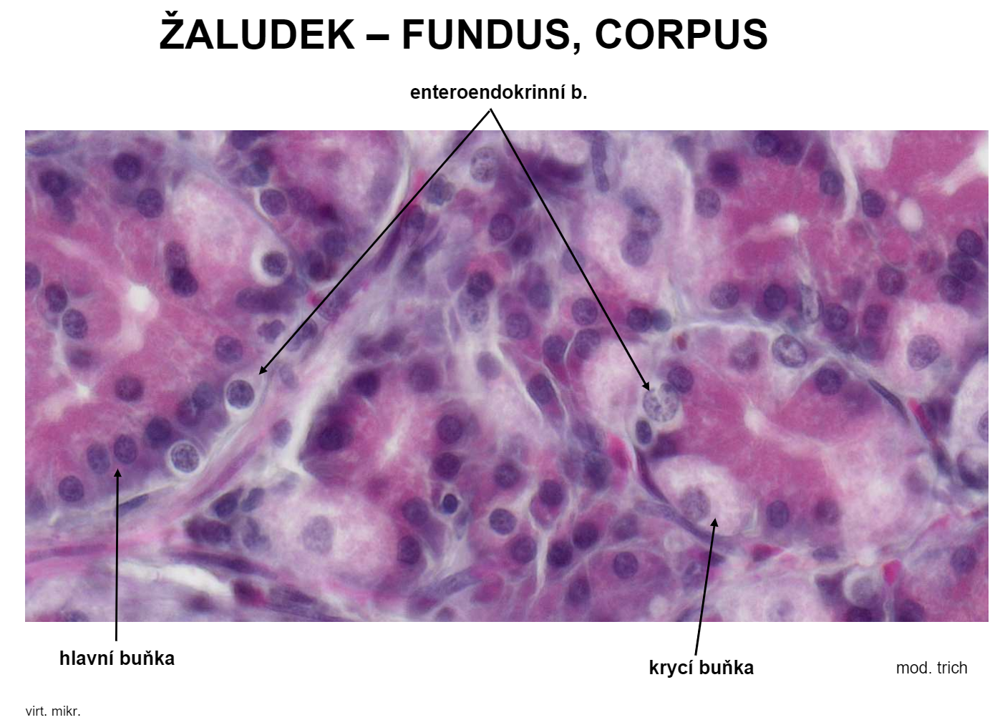 ŽALUDEK – FUNDUS, CORPUS
enteroendokrinní b.
hlavní buňka
krycí buňka
mod. trich
virt. mikr.